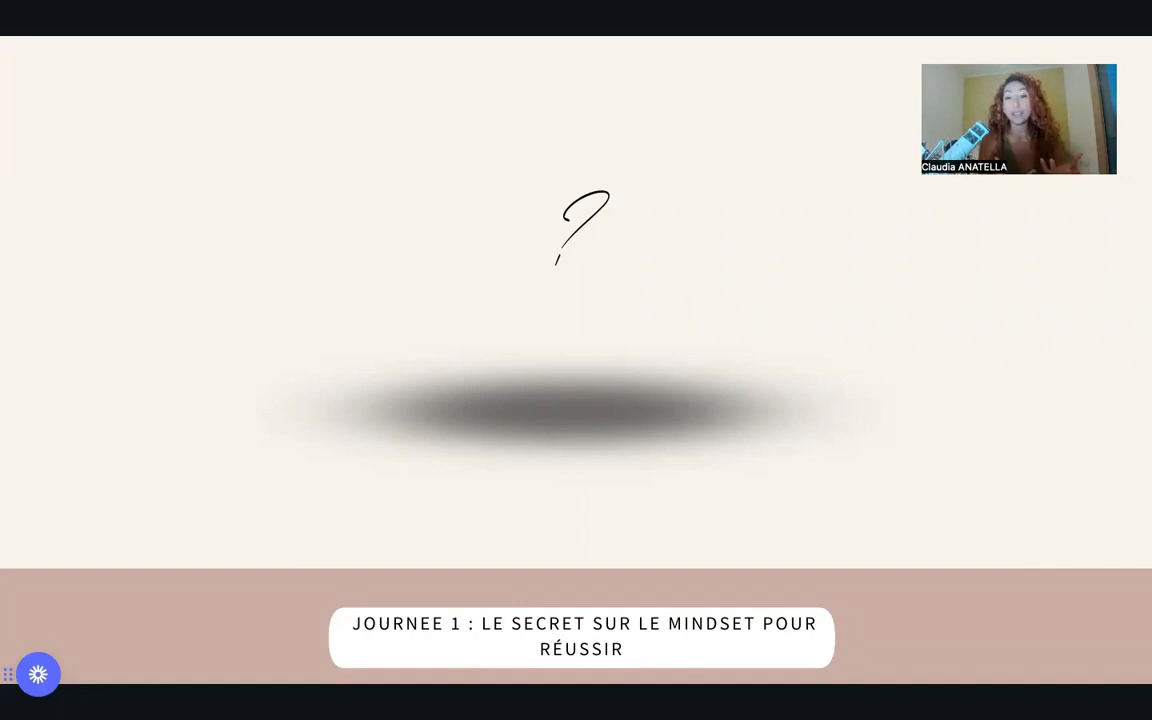 Claudia ANATELLA
?
JOURNEE 1 : LE SECRET SUR LE MINDSET POUR
RÉUSSIR